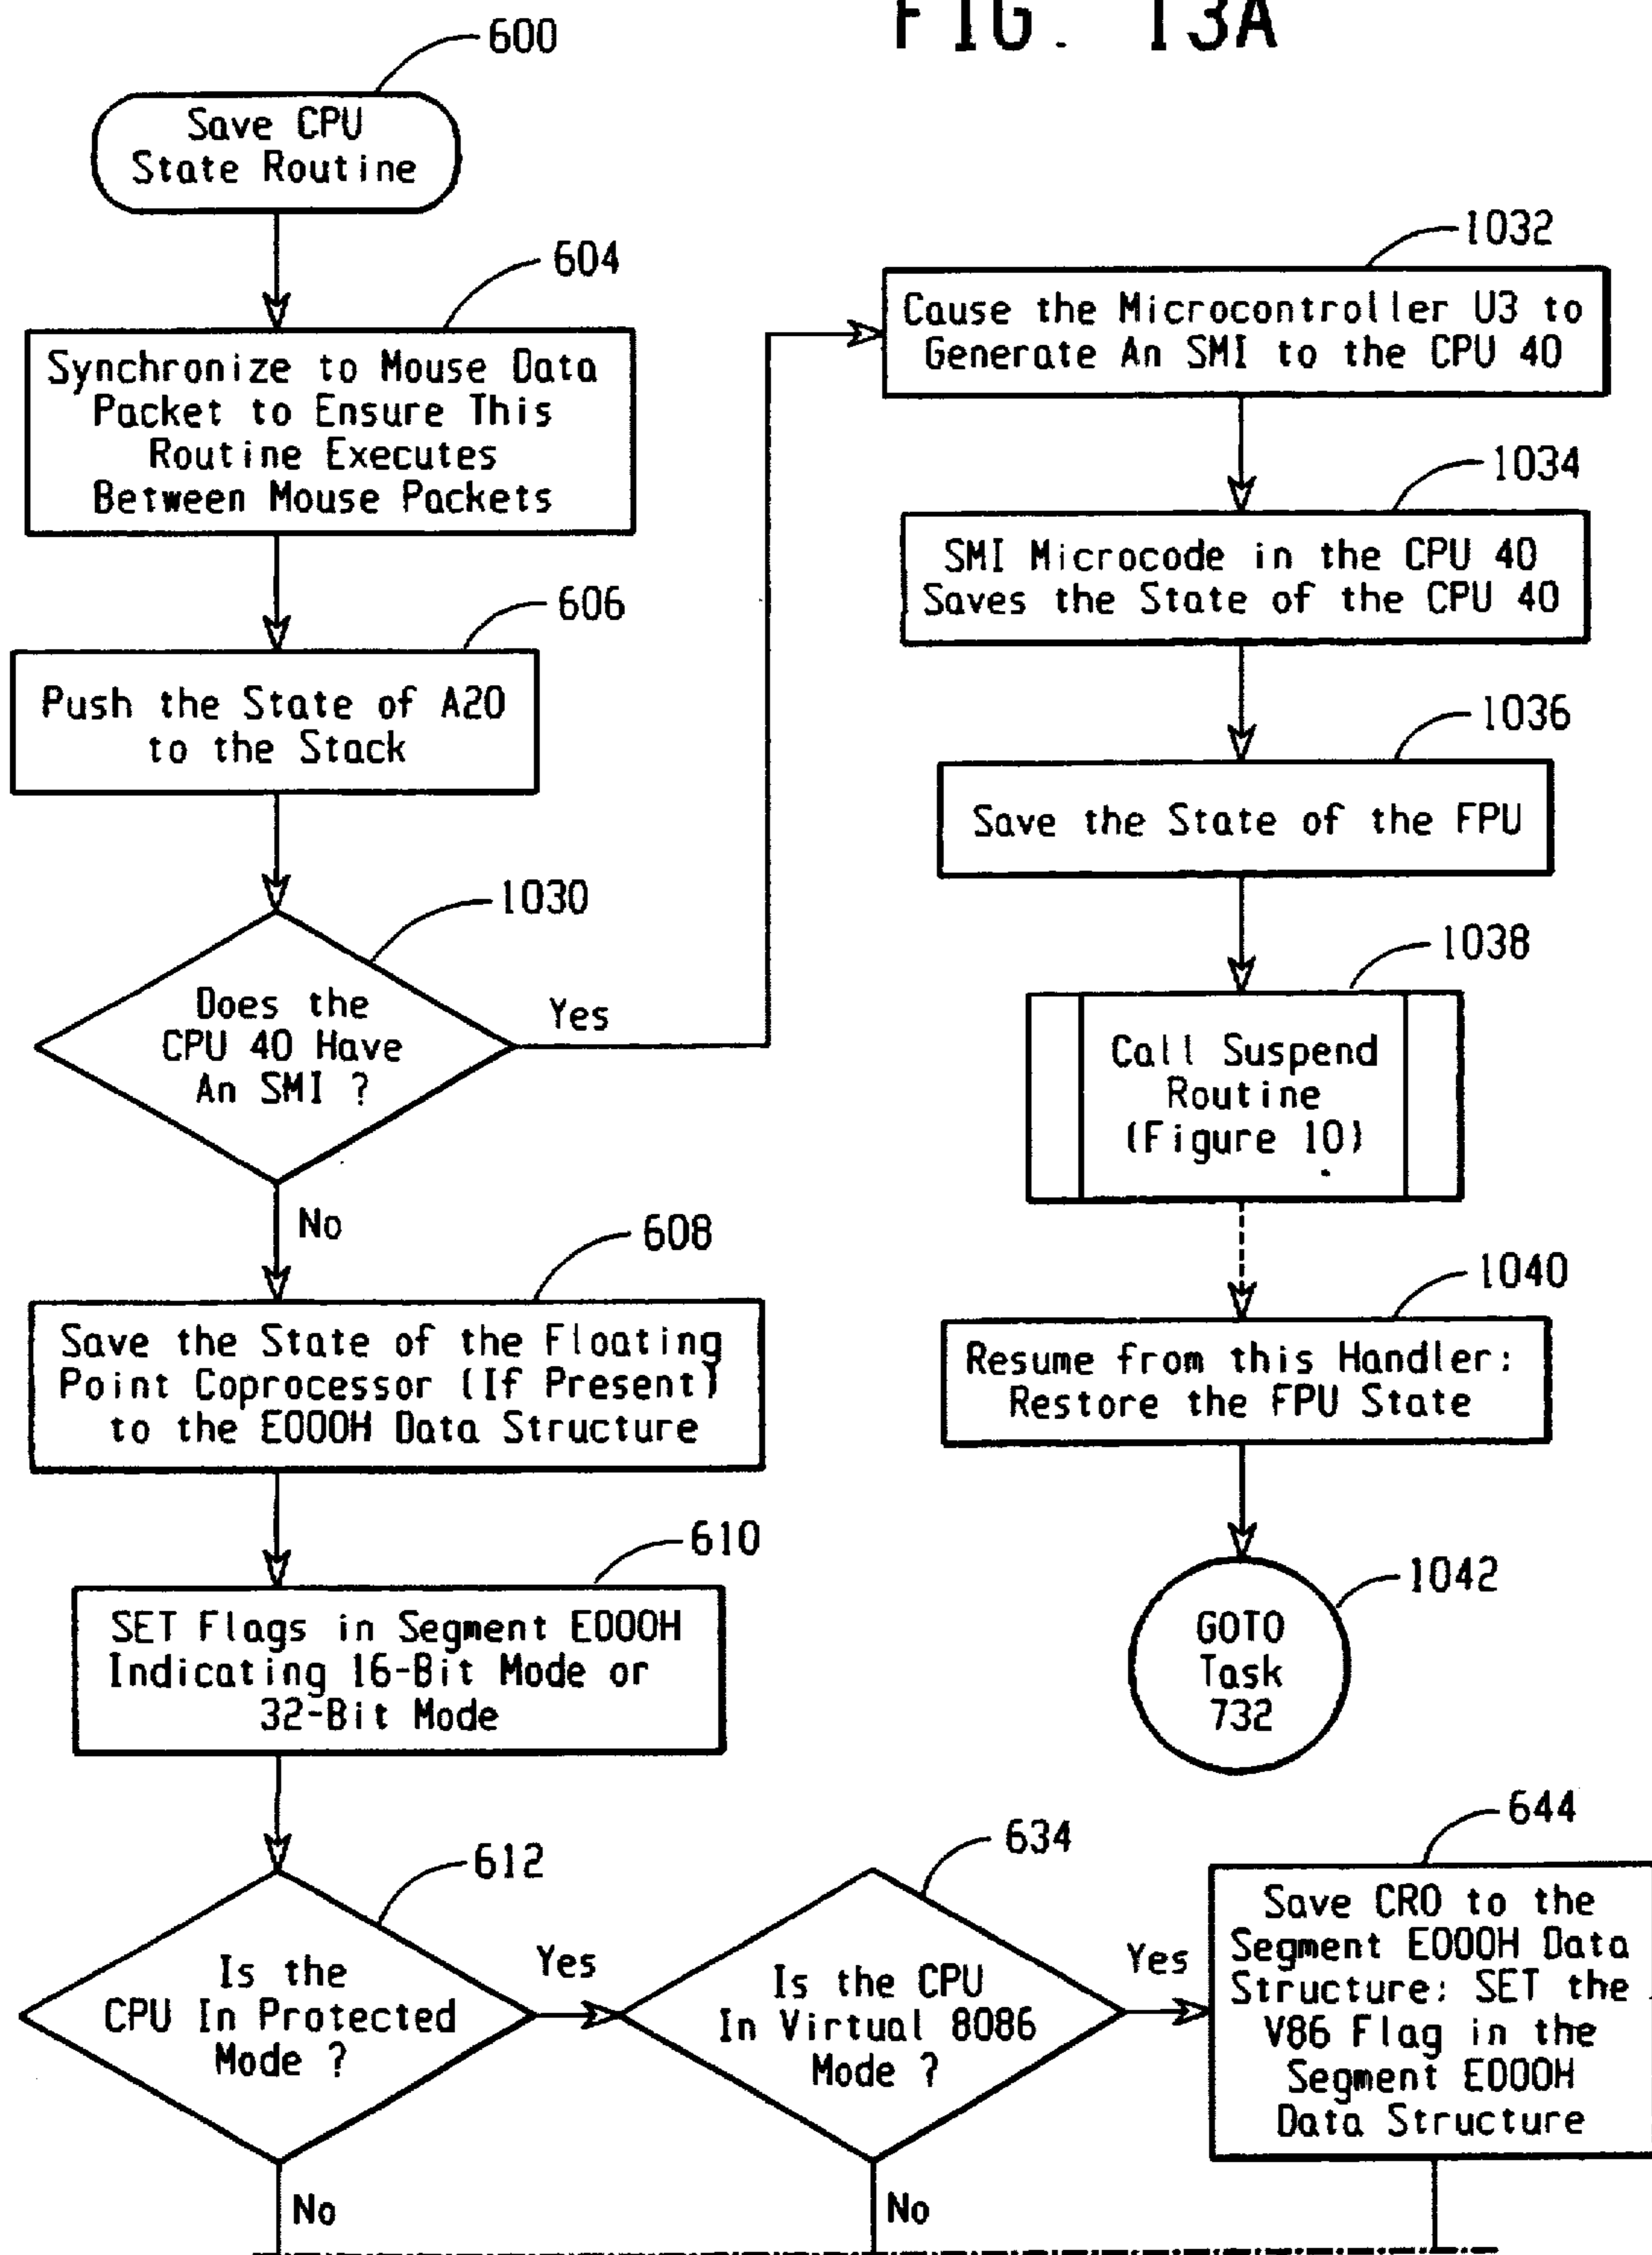 FIG. 13A
600
Save CPU
State Routine
604
Synchronize to Mouse Data
Packet to Ensure This
Routine Executes
Between Mouse Packets
606
Push the State of A20
to the Stack
1030
Does the
CPU 40 Have
An SMI ?
Yes
No
608
Save the State of the Floating
Point Coprocessor (If Present)
to the E000H Data Structure
610
SET Flags in Segment E000H
Indicating 16-Bit Mode or
32-Bit Mode
612
Is the
CPU In Protected
Mode ?
Yes
No
634
Is the CPU
In Virtual 8086
Mode ?
Yes
No
644
Save CR0 to the
Segment E000H Data
Structure: SET the
V86 Flag in the
Segment E000H
Data Structure
1032
Cause the Microcontroller U3 to
Generate An SMI to the CPU 40
1034
SMI Microcode in the CPU 40
Saves the State of the CPU 40
1036
Save the State of the FPU
1038
Call Suspend
Routine
(Figure 10)
1040
Resume from this Handler:
Restore the FPU State
1042
GOTO
Task
732